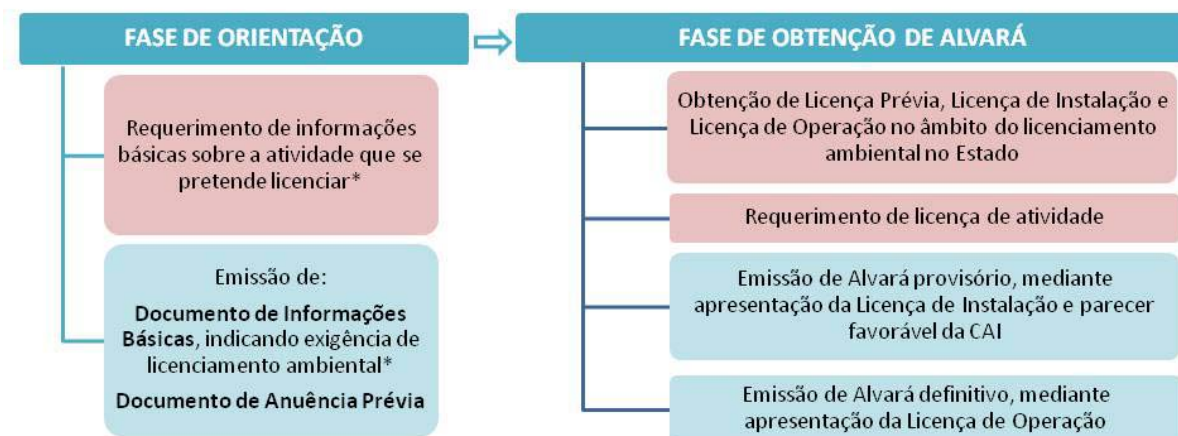 FASE DE ORIENTAÇÃO
Requerimento de informações
básicas sobre a atividade que se
pretende licenciar*
Emissão de:
Documento de Informações
Básicas, indicando exigência de
licenciamento ambiental*
Documento de Anuência Prévia
FASE DE OBTENÇÃO DE ALVARÁ
Obtenção de Licença Prévia, Licença de Instalação e
Licença de Operação no âmbito do licenciamento
ambiental no Estado
Requerimento de licença de atividade
Emissão de Alvará provisório, mediante
apresentação da Licença de Instalação e parecer
favorável da CAI
Emissão de Alvará definitivo, mediante
apresentação da Licença de Operação